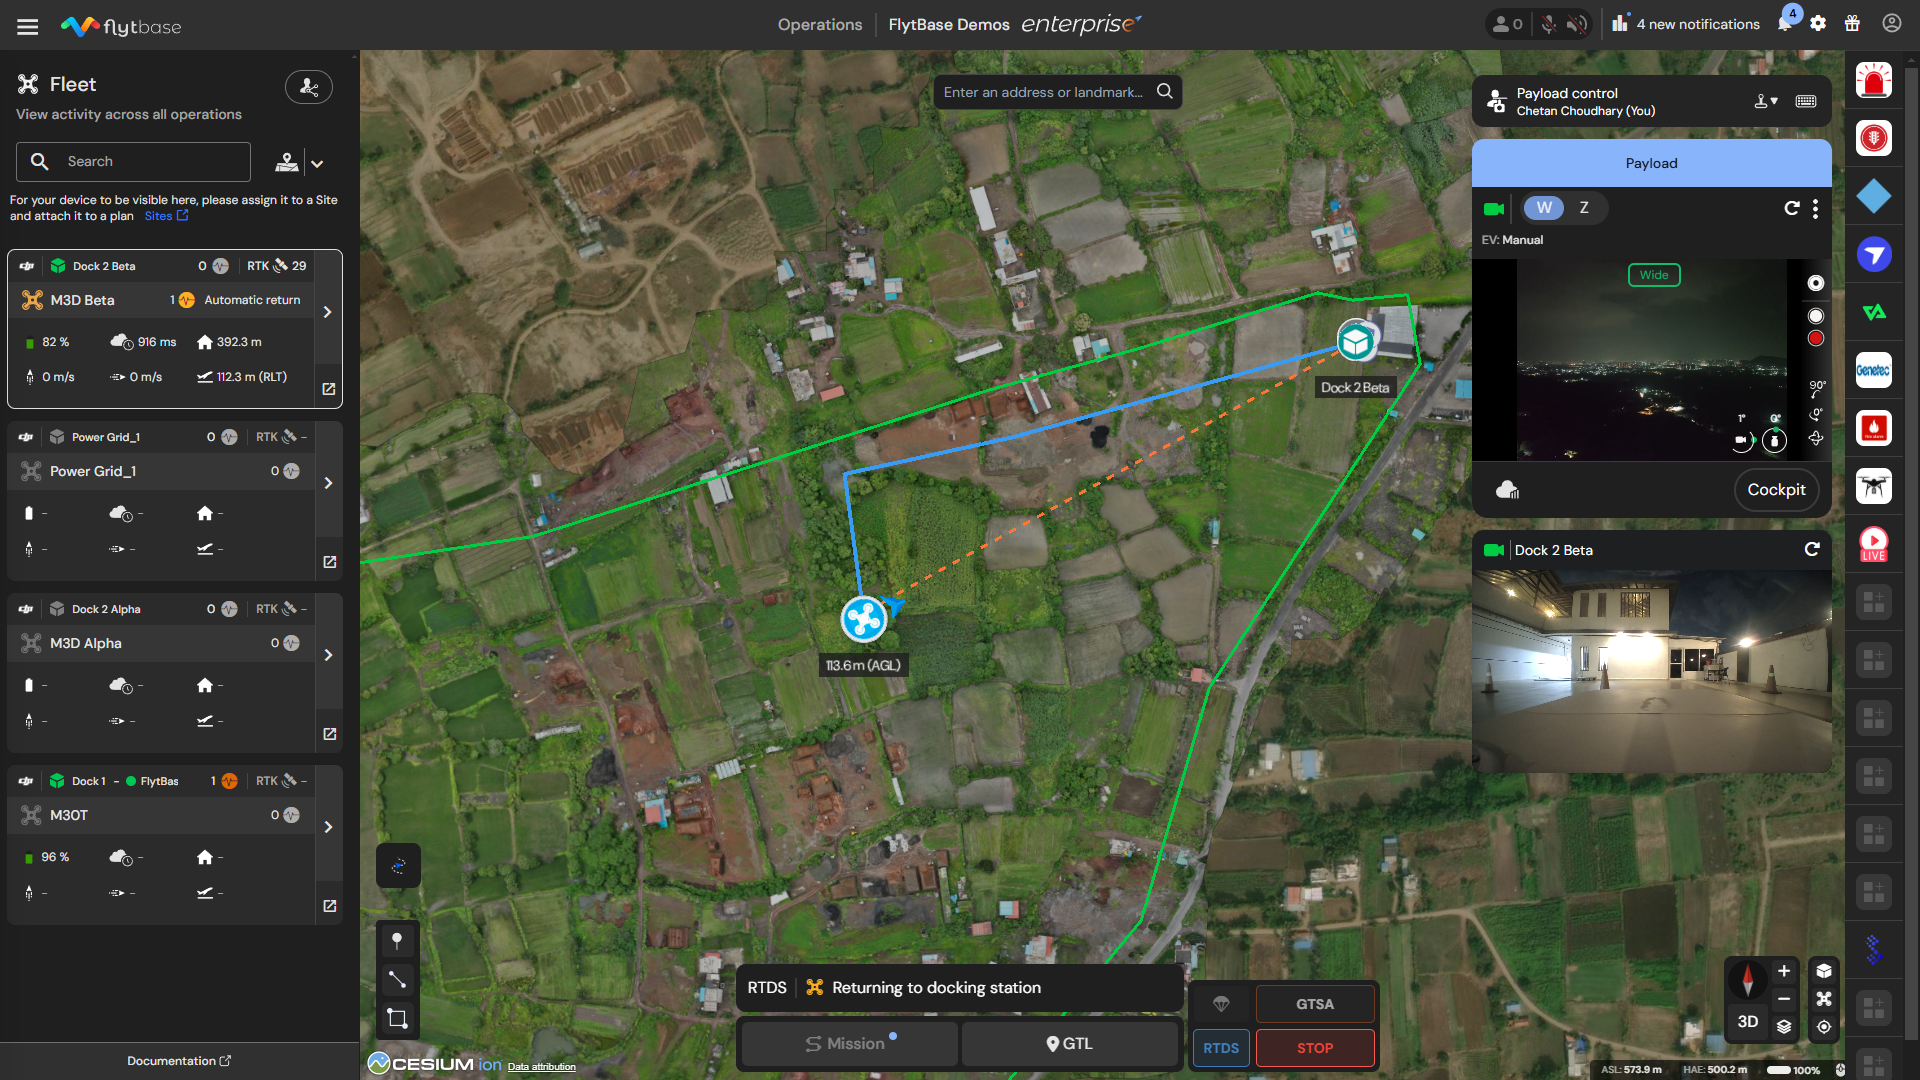 flytbase
Operations
FlytBase Demos enterprise
0
4 new notifications
4
Fleet
View activity across all operations
Search
For your device to be visible here, please assign it to a Site
and attach it to a plan Sites
Dock 2 Beta 0 RTK 29
M3D Beta 1 Automatic return
82 % 916 ms 392.3 m
0 m/s 0 m/s 112.3 m (RLT)
Power Grid_1 0 RTK –
Power Grid_1 0
– – –
– – –
Dock 2 Alpha 0 RTK –
M3D Alpha 0
– – –
– – –
Dock 1 - FlytBas 1 RTK –
M30T 0
96 % – –
– – –
Documentation
Enter an address or landmark...
Dock 2 Beta
113.6 m (AGL)
Payload control
Chetan Choudhary (You)
Payload
W Z
EV: Manual
Wide
90°
0°
1° G°
Cockpit
Dock 2 Beta
Genetec
LIVE
RTDS Returning to docking station
Mission GTL
GTSA
RTDS STOP
3D
CESIUM ion Data attribution
ASL: 573.9 m HAE: 500.2 m 100%